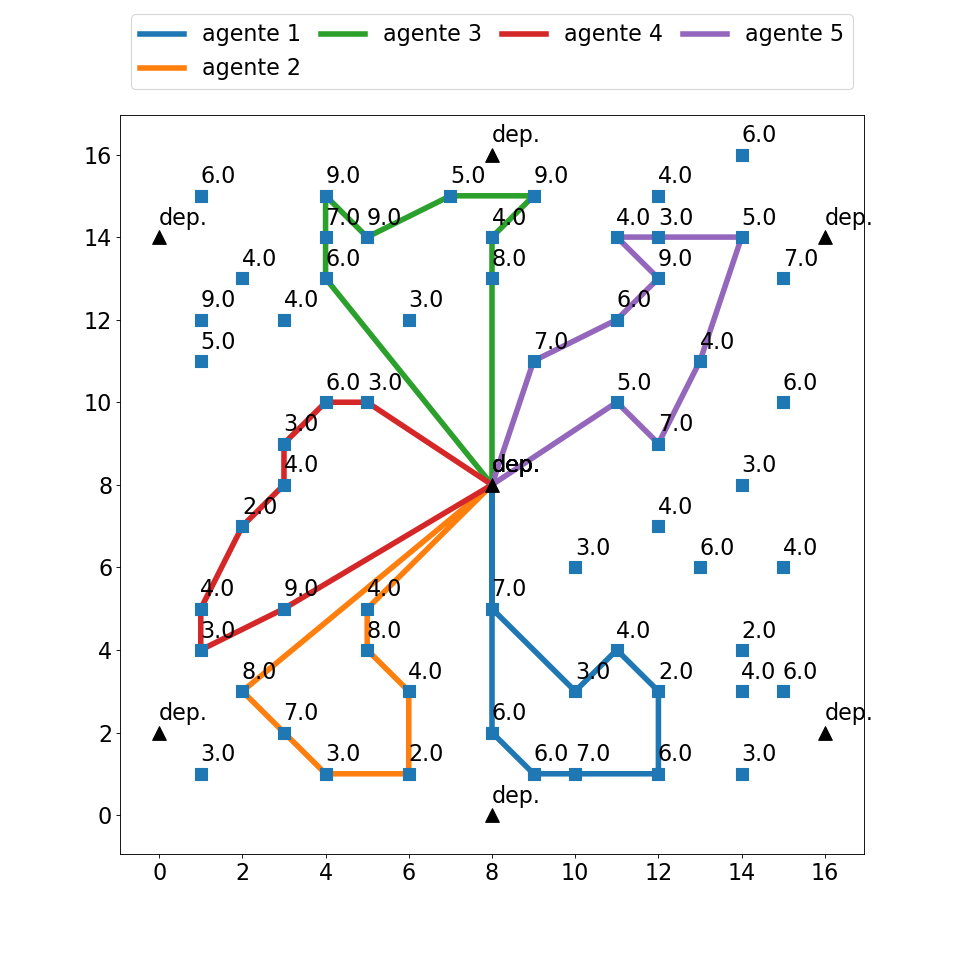 agente 1 agente 3 agente 4 agente 5
agente 2
6.0
dep.
16
6.0 9.0 5.0 9.0 4.0
dep. 7.0 9.0 4.0 4.0 3.0 5.0 dep.
14
4.0 6.0 8.0 9.0 7.0
9.0 4.0 3.0 6.0
12
5.0 7.0 4.0
6.0 3.0 5.0 6.0
10
3.0 7.0
4.0 dep. dep. 3.0
8
2.0 4.0
3.0 6.0 4.0
6
4.0 9.0 4.0 7.0
3.0 8.0 4.0 2.0
4
8.0 4.0 3.0 2.0 4.0 6.0
dep. 7.0 6.0 dep.
2
3.0 3.0 2.0 6.0 7.0 6.0 3.0
dep.
0
0 2 4 6 8 10 12 14 16